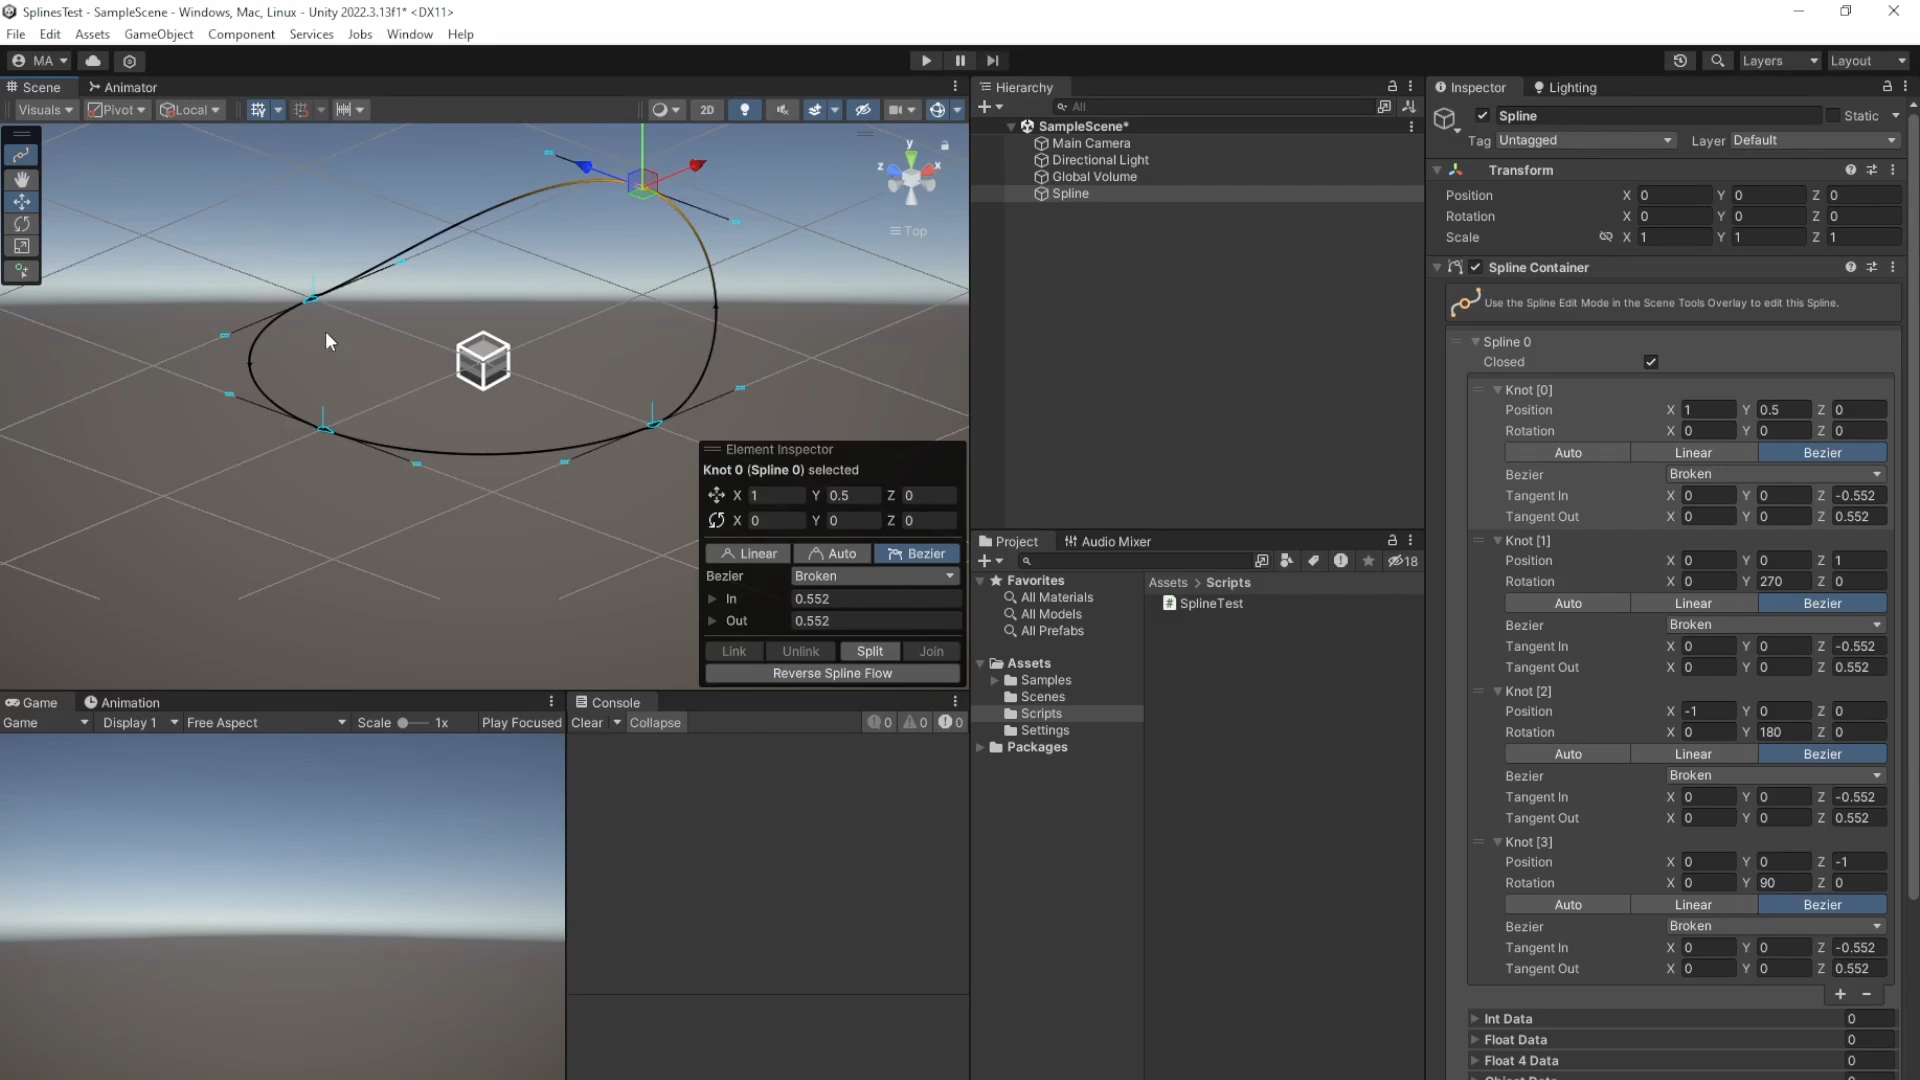 SplinesTest - SampleScene - Windows, Mac, Linux - Unity 2022.3.13f1* <DX11>
File Edit Assets GameObject Component Services Jobs Window Help
MA Layers Layout
Scene Animator
Visuals Pivot Local 2D
y
z x
Top
Element Inspector
Knot 0 (Spline 0) selected
X 1 Y 0.5 Z 0
X 0 Y 0 Z 0
Linear Auto Bezier
Bezier Broken
In 0.552
Out 0.552
Link Unlink Split Join
Reverse Spline Flow
Game Animation
Game Display 1 Free Aspect Scale 1x Play Focused
Console
Clear Collapse 0 0 0
Hierarchy
All
SampleScene*
Main Camera
Directional Light
Global Volume
Spline
Project Audio Mixer
18
Favorites
All Materials
All Models
All Prefabs
Assets
Samples
Scenes
Scripts
Settings
Packages
Assets > Scripts
SplineTest
Inspector Lighting
Spline Static
Tag Untagged Layer Default
Transform
Position X 0 Y 0 Z 0
Rotation X 0 Y 0 Z 0
Scale X 1 Y 1 Z 1
Spline Container
Use the Spline Edit Mode in the Scene Tools Overlay to edit this Spline.
Spline 0
Closed
Knot [0]
Position X 1 Y 0.5 Z 0
Rotation X 0 Y 0 Z 0
Auto Linear Bezier
Bezier Broken
Tangent In X 0 Y 0 Z -0.552
Tangent Out X 0 Y 0 Z 0.552
Knot [1]
Position X 0 Y 0 Z 1
Rotation X 0 Y 270 Z 0
Auto Linear Bezier
Bezier Broken
Tangent In X 0 Y 0 Z -0.552
Tangent Out X 0 Y 0 Z 0.552
Knot [2]
Position X -1 Y 0 Z 0
Rotation X 0 Y 180 Z 0
Auto Linear Bezier
Bezier Broken
Tangent In X 0 Y 0 Z -0.552
Tangent Out X 0 Y 0 Z 0.552
Knot [3]
Position X 0 Y 0 Z -1
Rotation X 0 Y 90 Z 0
Auto Linear Bezier
Bezier Broken
Tangent In X 0 Y 0 Z -0.552
Tangent Out X 0 Y 0 Z 0.552
+ −
Int Data 0
Float Data 0
Float 4 Data 0